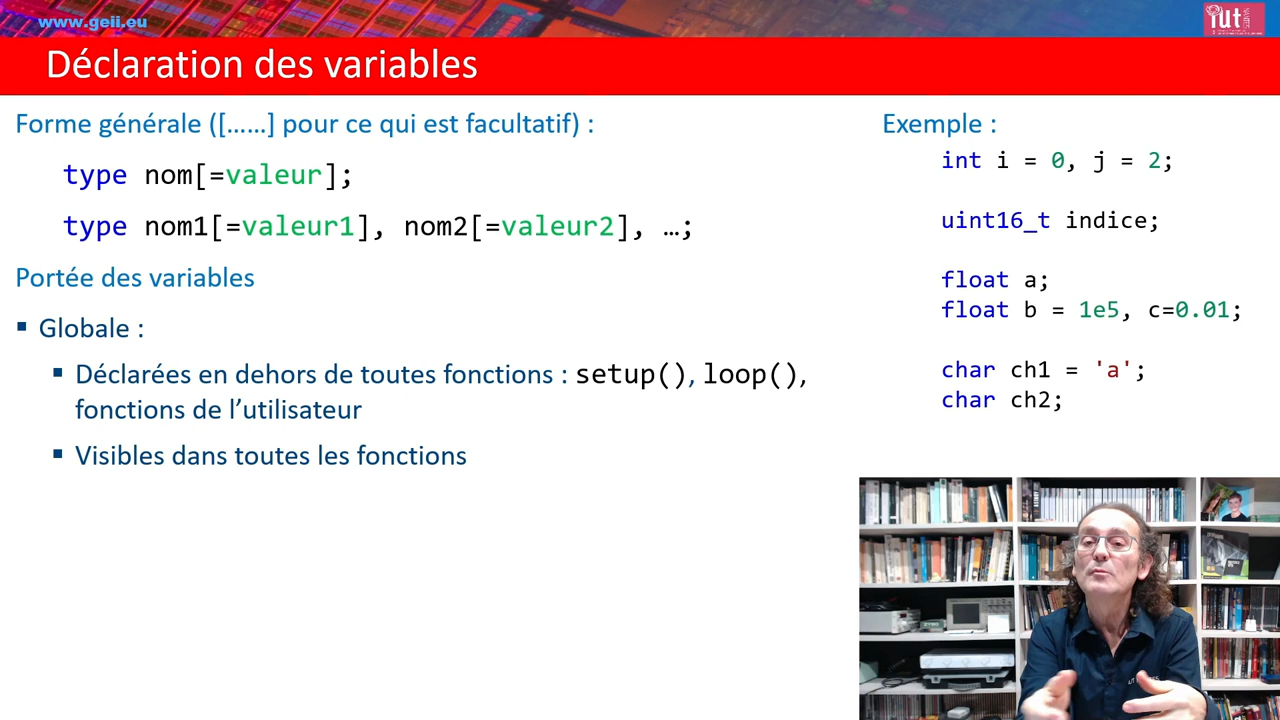 www.geii.eu
iut
Déclaration des variables
Forme générale ([……] pour ce qui est facultatif) :
type nom[=valeur];
type nom1[=valeur1], nom2[=valeur2], …;
Portée des variables
▪ Globale :
▪ Déclarées en dehors de toutes fonctions : setup(), loop(),
fonctions de l’utilisateur
▪ Visibles dans toutes les fonctions
Exemple :
int i = 0, j = 2;
uint16_t indice;
float a;
float b = 1e5, c=0.01;
char ch1 = 'a';
char ch2;